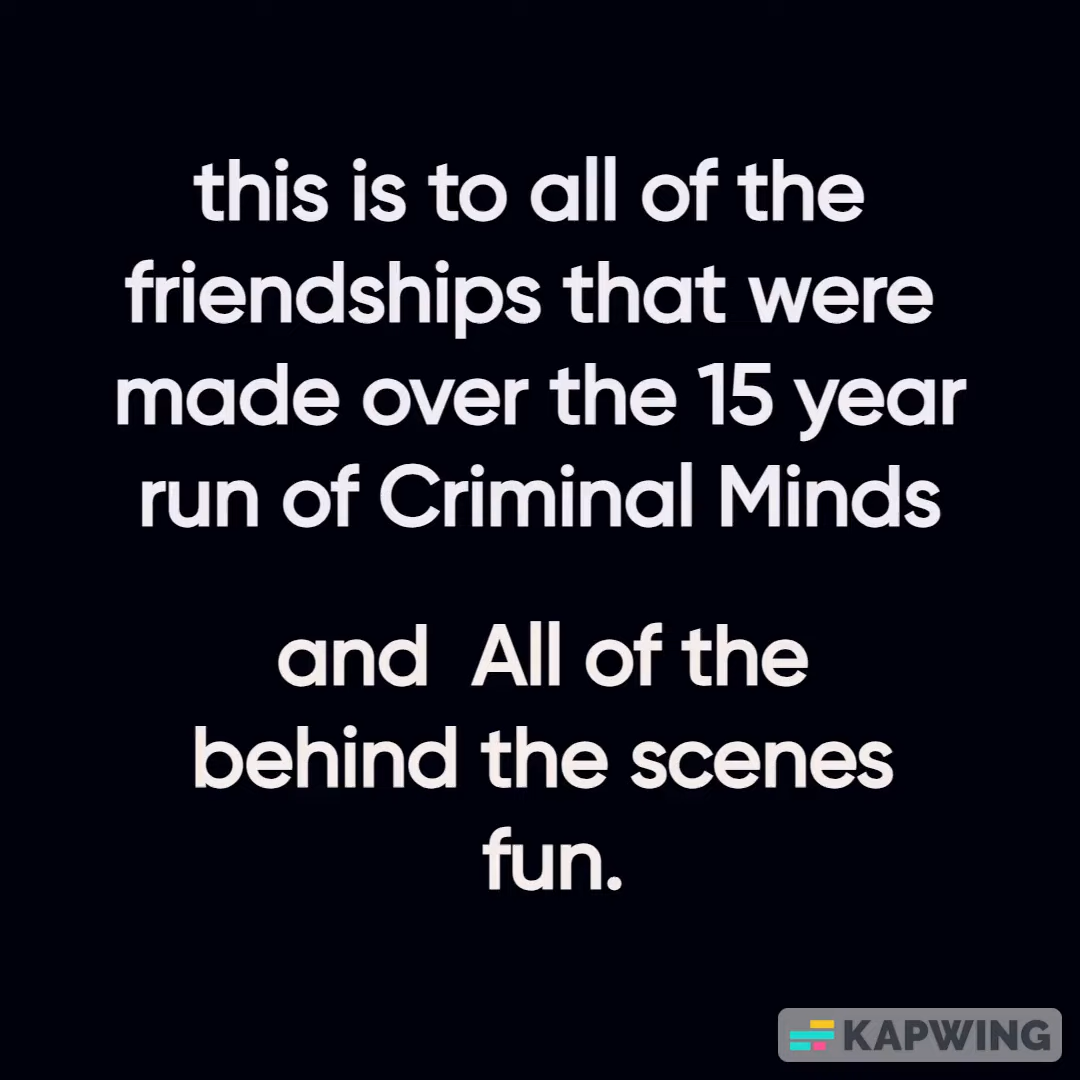 this is to all of the
friendships that were
made over the 15 year
run of Criminal Minds
and  All of the
behind the scenes
fun.
KAPWING